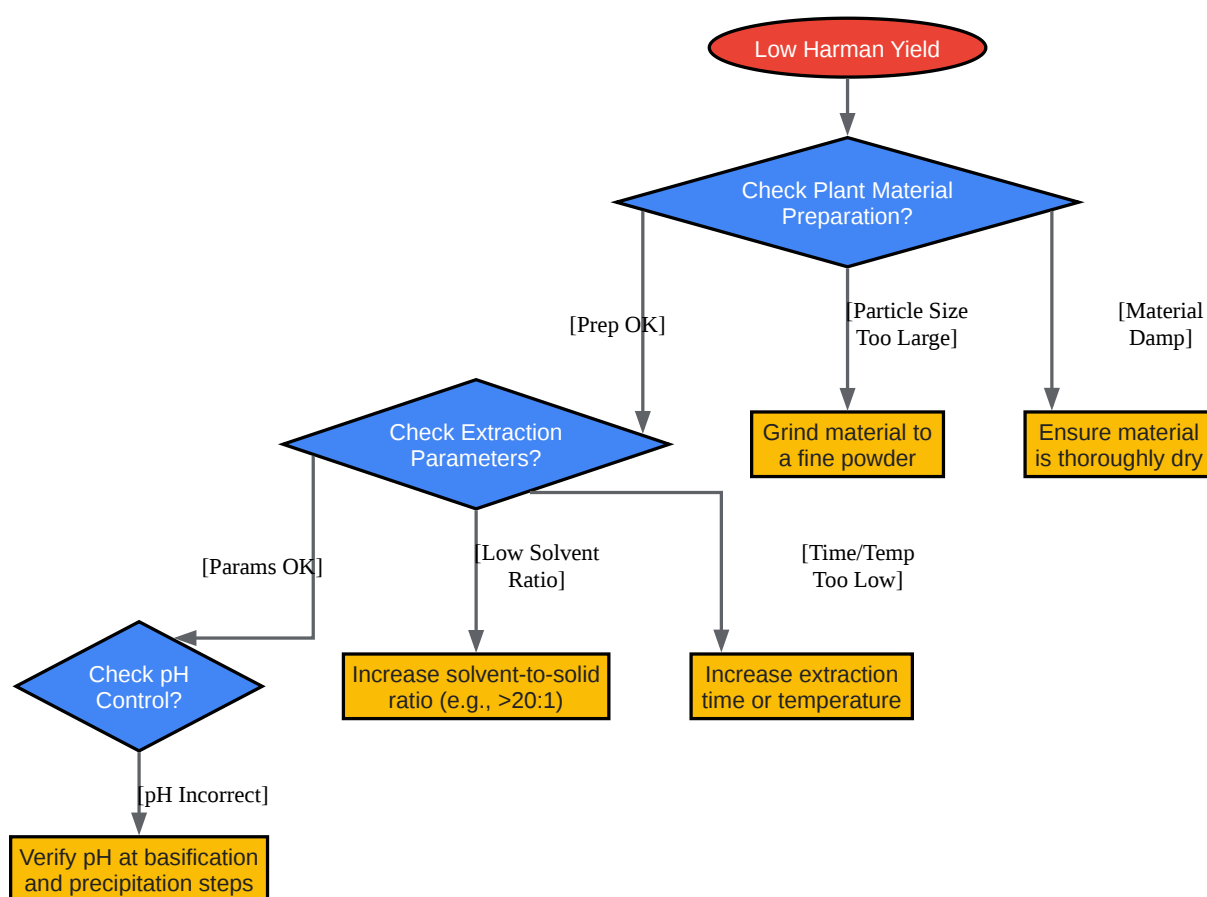 Low Harman Yield
Check Plant Material
Preparation?
[Prep OK]
[Particle Size
Too Large]
[Material
Damp]
Check Extraction
Parameters?
Grind material to
a fine powder
Ensure material
is thoroughly dry
[Params OK]
[Low Solvent
Ratio]
[Time/Temp
Too Low]
Check pH
Control?
Increase solvent-to-solid
ratio (e.g., >20:1)
Increase extraction
time or temperature
[pH Incorrect]
Verify pH at basification
and precipitation steps